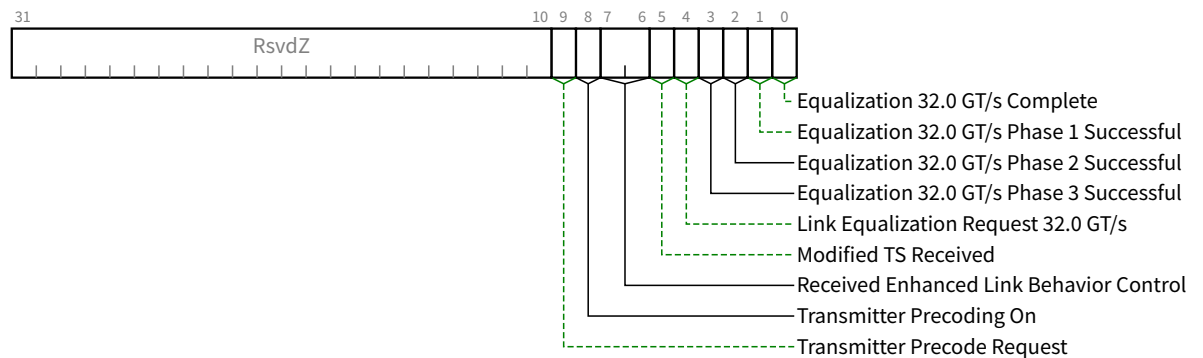 31 10 9 8 7 6 5 4 3 2 1 0
RsvdZ
Equalization 32.0 GT/s Complete
Equalization 32.0 GT/s Phase 1 Successful
Equalization 32.0 GT/s Phase 2 Successful
Equalization 32.0 GT/s Phase 3 Successful
Link Equalization Request 32.0 GT/s
Modified TS Received
Received Enhanced Link Behavior Control
Transmitter Precoding On
Transmitter Precode Request